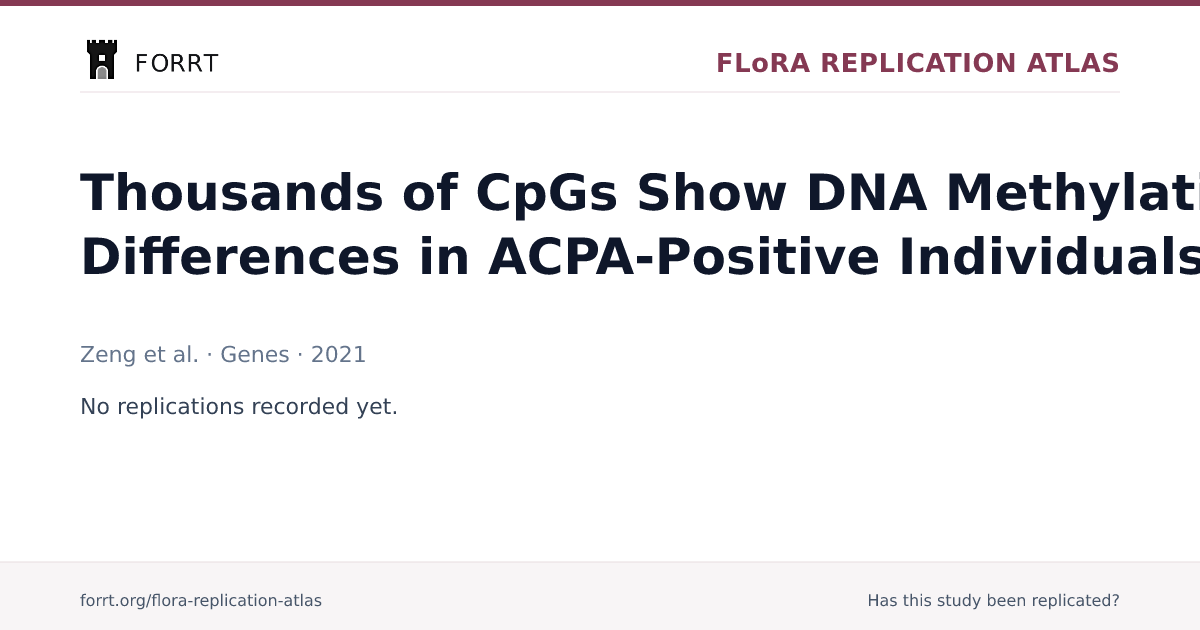 FORRT
FLoRA REPLICATION ATLAS
Thousands of CpGs Show DNA Methylati
Differences in ACPA-Positive Individuals
Zeng et al. · Genes · 2021
No replications recorded yet.
forrt.org/flora-replication-atlas
Has this study been replicated?